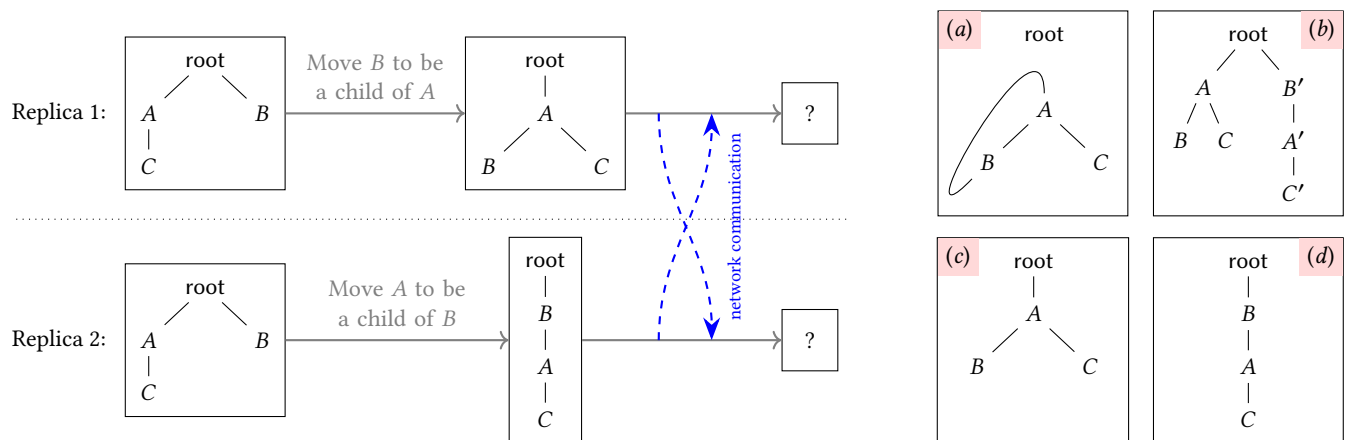 Replica 1:
root
A
B
C
Move B to be
a child of A
root
A
B
C
?
network communication
Replica 2:
root
A
B
C
Move A to be
a child of B
root
B
A
C
?
(a)
root
A
B
C
(b)
root
A
B′
B
C
A′
C′
(c)
root
A
B
C
(d)
root
B
A
C